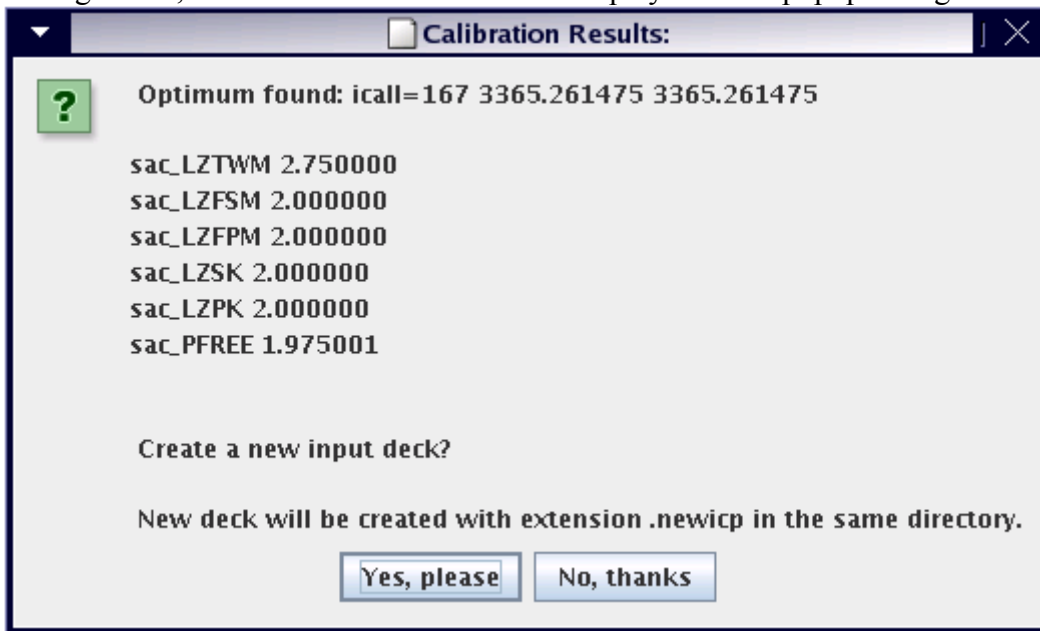 Calibration Results:
? Optimum found: icall=167 3365.261475 3365.261475
sac_LZTWM 2.750000
sac_LZFSM 2.000000
sac_LZFPM 2.000000
sac_LZSK 2.000000
sac_LZPK 2.000000
sac_PFREE 1.975001
Create a new input deck?
New deck will be created with extension .newicp in the same directory.
Yes, please No, thanks